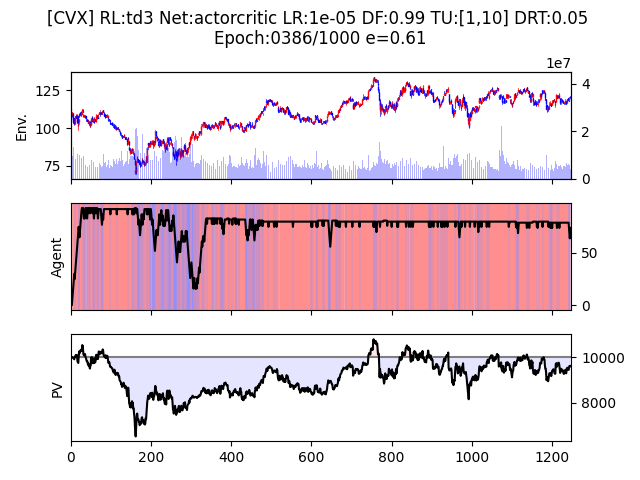 [CVX] RL:td3 Net:actorcritic LR:1e-05 DF:0.99 TU:[1,10] DRT:0.05
Epoch:0386/1000 e=0.61
1e7
125
100
75
Env.
4
2
0
Agent
50
0
PV
10000
8000
0
200
400
600
800
1000
1200